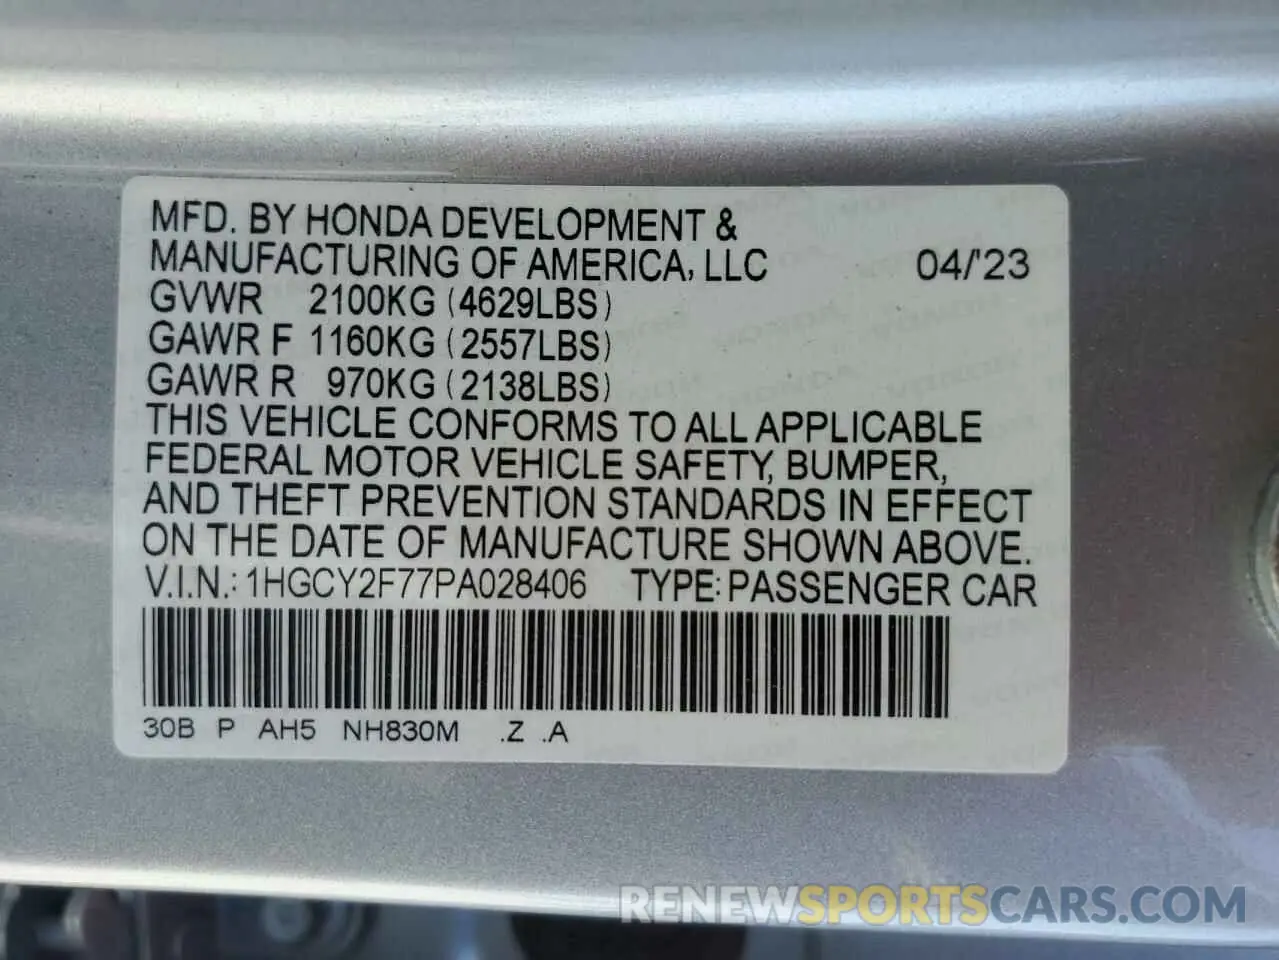 MFD. BY HONDA DEVELOPMENT &
MANUFACTURING OF AMERICA, LLC 04/'23
GVWR 2100KG (4629LBS)
GAWR F 1160KG (2557LBS)
GAWR R 970KG (2138LBS)
THIS VEHICLE CONFORMS TO ALL APPLICABLE
FEDERAL MOTOR VEHICLE SAFETY, BUMPER,
AND THEFT PREVENTION STANDARDS IN EFFECT
ON THE DATE OF MANUFACTURE SHOWN ABOVE.
V.I.N.: 1HGCY2F77PA028406 TYPE: PASSENGER CAR
30B P AH5 NH830M .Z .A
RENEWSPORTSCARS.COM